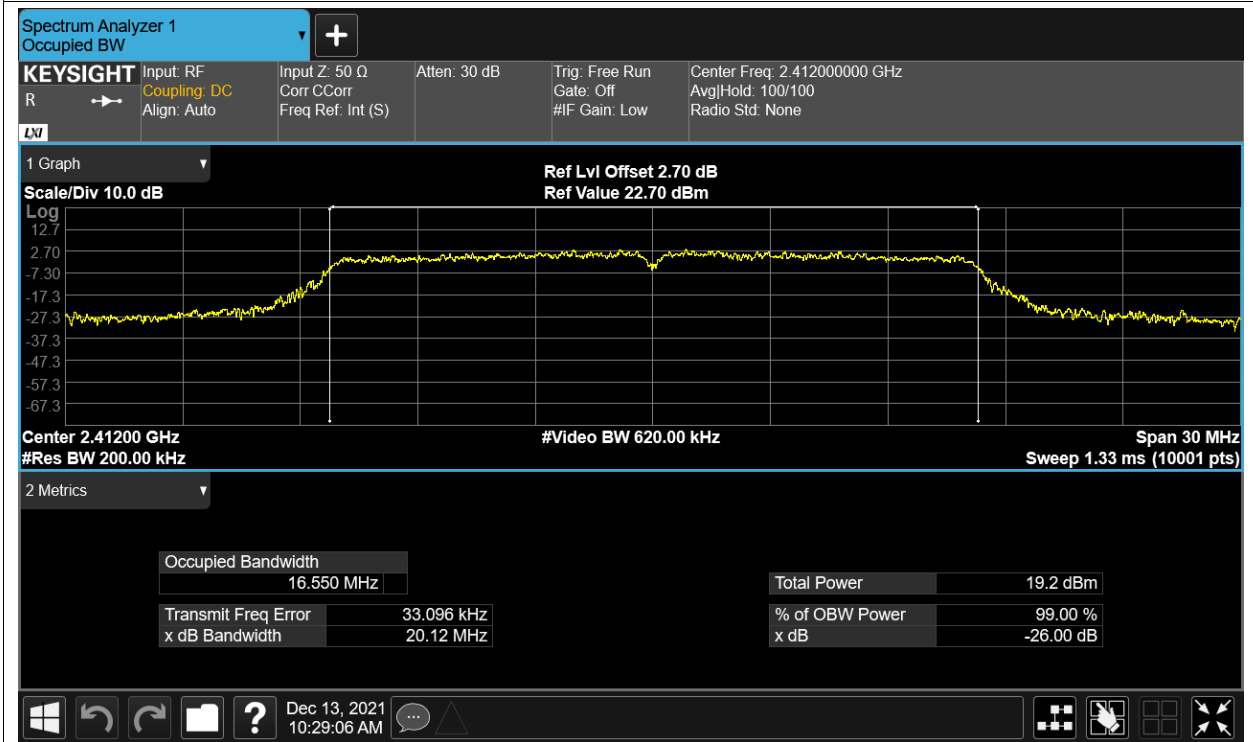 Spectrum Analyzer 1
Occupied BW
KEYSIGHT
R
LXI
Input: RF
Coupling: DC
Align: Auto
Input Z: 50 Ω
Corr CCorr
Freq Ref: Int (S)
Atten: 30 dB
Trig: Free Run
Gate: Off
#IF Gain: Low
Center Freq: 2.412000000 GHz
Avg|Hold: 100/100
Radio Std: None
1 Graph
Scale/Div 10.0 dB
Ref Lvl Offset 2.70 dB
Ref Value 22.70 dBm
Log
12.7
2.70
-7.30
-17.3
-27.3
-37.3
-47.3
-57.3
-67.3
Center 2.41200 GHz
#Video BW 620.00 kHz
Span 30 MHz
#Res BW 200.00 kHz
Sweep 1.33 ms (10001 pts)
2 Metrics
Occupied Bandwidth
16.550 MHz
Total Power 19.2 dBm
Transmit Freq Error 33.096 kHz
% of OBW Power 99.00 %
x dB Bandwidth 20.12 MHz
x dB -26.00 dB
?
Dec 13, 2021
10:29:06 AM